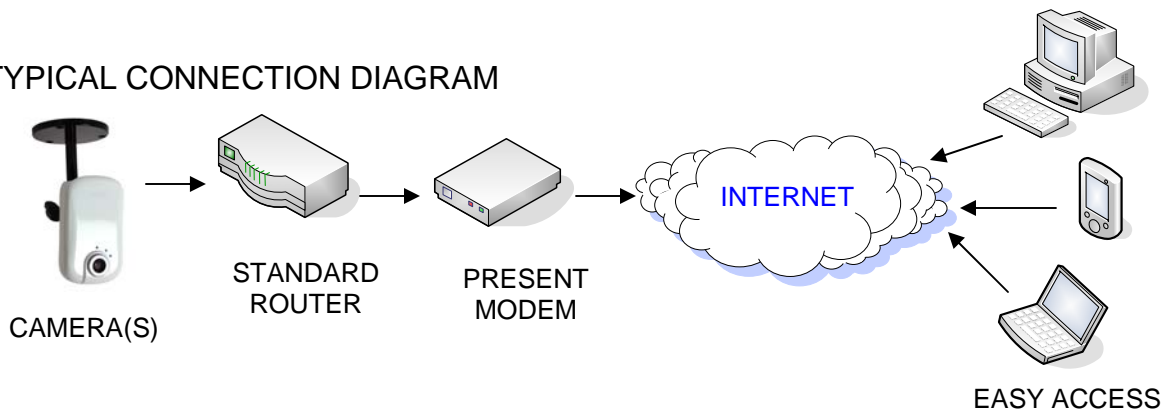 TYPICAL CONNECTION DIAGRAM
INTERNET
STANDARD
ROUTER
PRESENT
MODEM
CAMERA(S)
EASY ACCESS